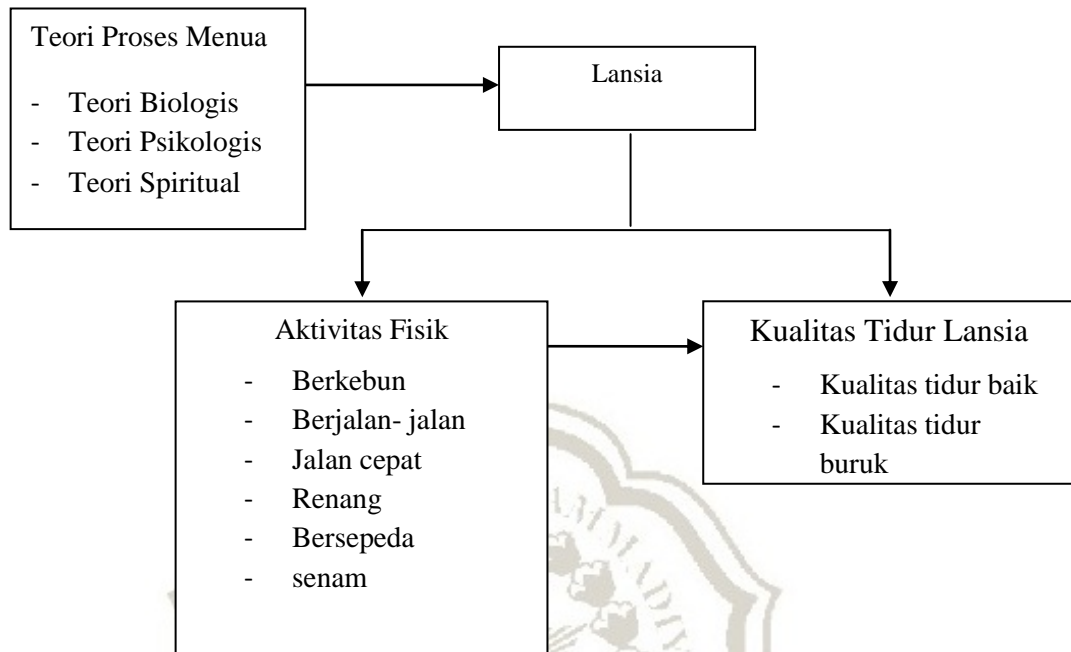 Teori Proses Menua
- Teori Biologis
- Teori Psikologis
- Teori Spiritual
Lansia
Aktivitas Fisik
- Berkebun
- Berjalan- jalan
- Jalan cepat
- Renang
- Bersepeda
- senam
Kualitas Tidur Lansia
- Kualitas tidur baik
- Kualitas tidur
buruk